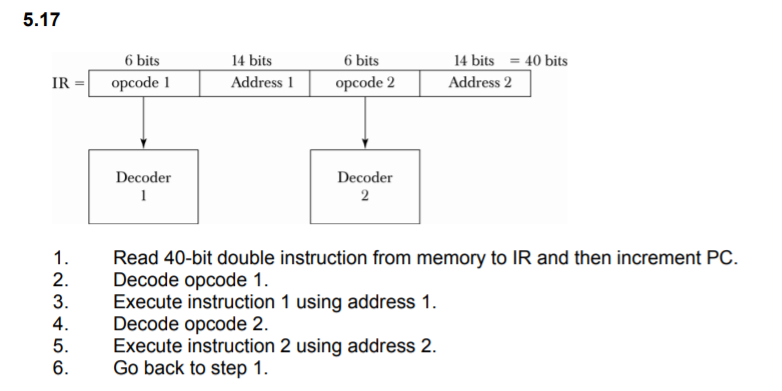 5.17
6 bits 14 bits 6 bits 14 bits = 40 bits
IR = opcode 1 Address 1 opcode 2 Address 2
Decoder Decoder
1 2
1. Read 40-bit double instruction from memory to IR and then increment PC.
2. Decode opcode 1.
3. Execute instruction 1 using address 1.
4. Decode opcode 2.
5. Execute instruction 2 using address 2.
6. Go back to step 1.